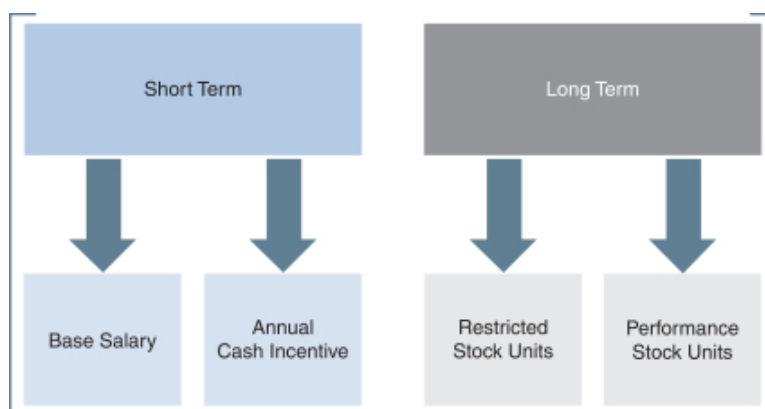 Short Term
Long Term
Base Salary
Annual
Cash Incentive
Restricted
Stock Units
Performance
Stock Units